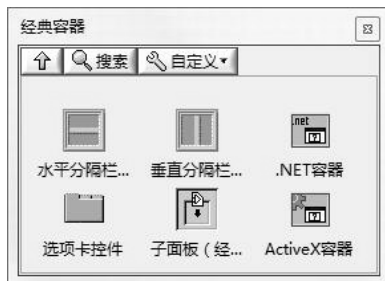 经典容器
搜索 自定义
水平分隔栏... 垂直分隔栏... .NET容器
选项卡控件 子面板（经... ActiveX容器
.net